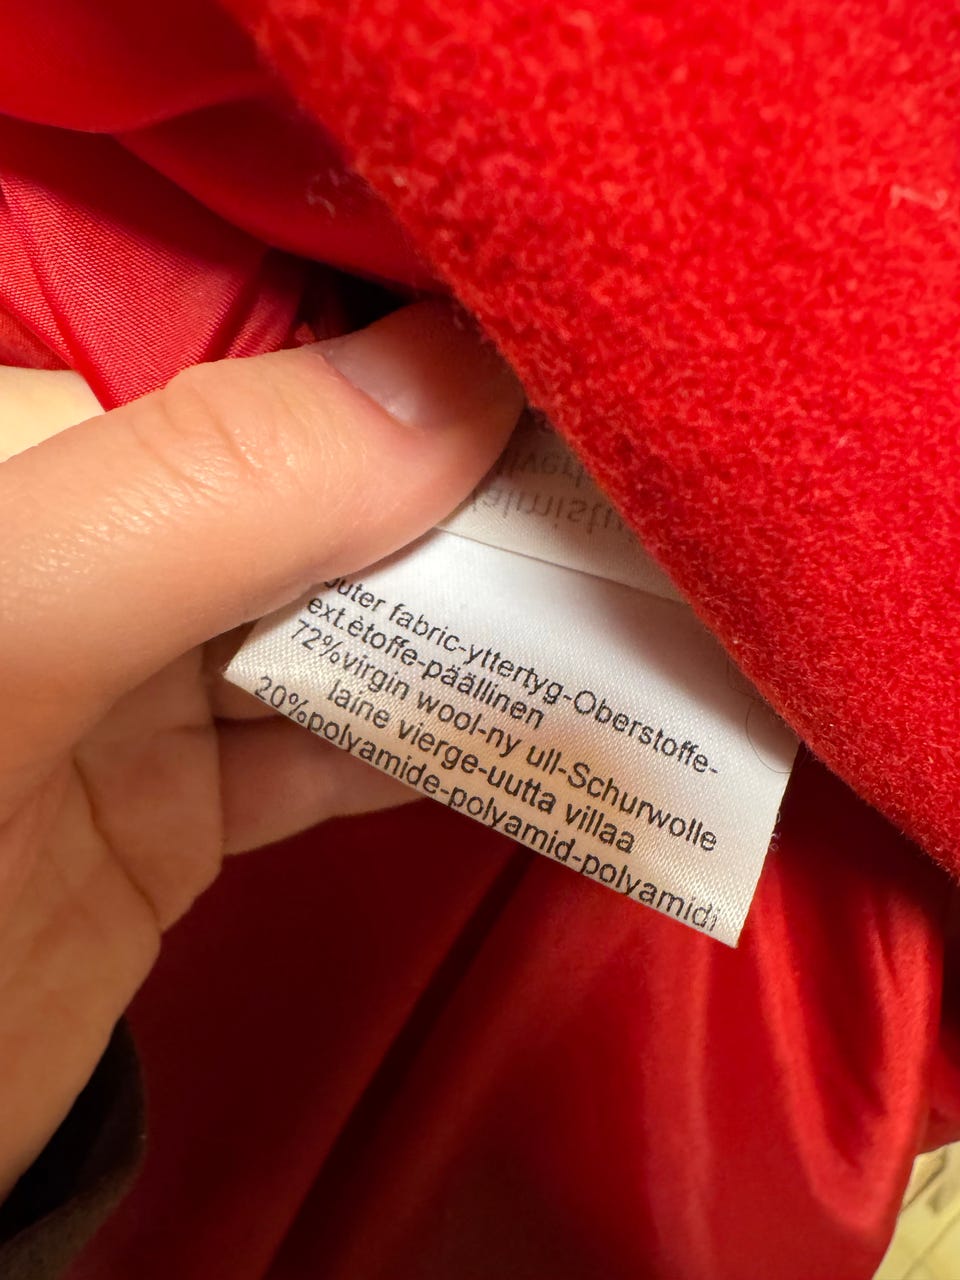 outer fabric-yttertyg-Oberstoffe-
ext.ètoffe-päällinen
72%virgin wool-ny ull-Schurwolle
laine vierge-uutta villaa
20%polyamide-polyamid-polyamidi